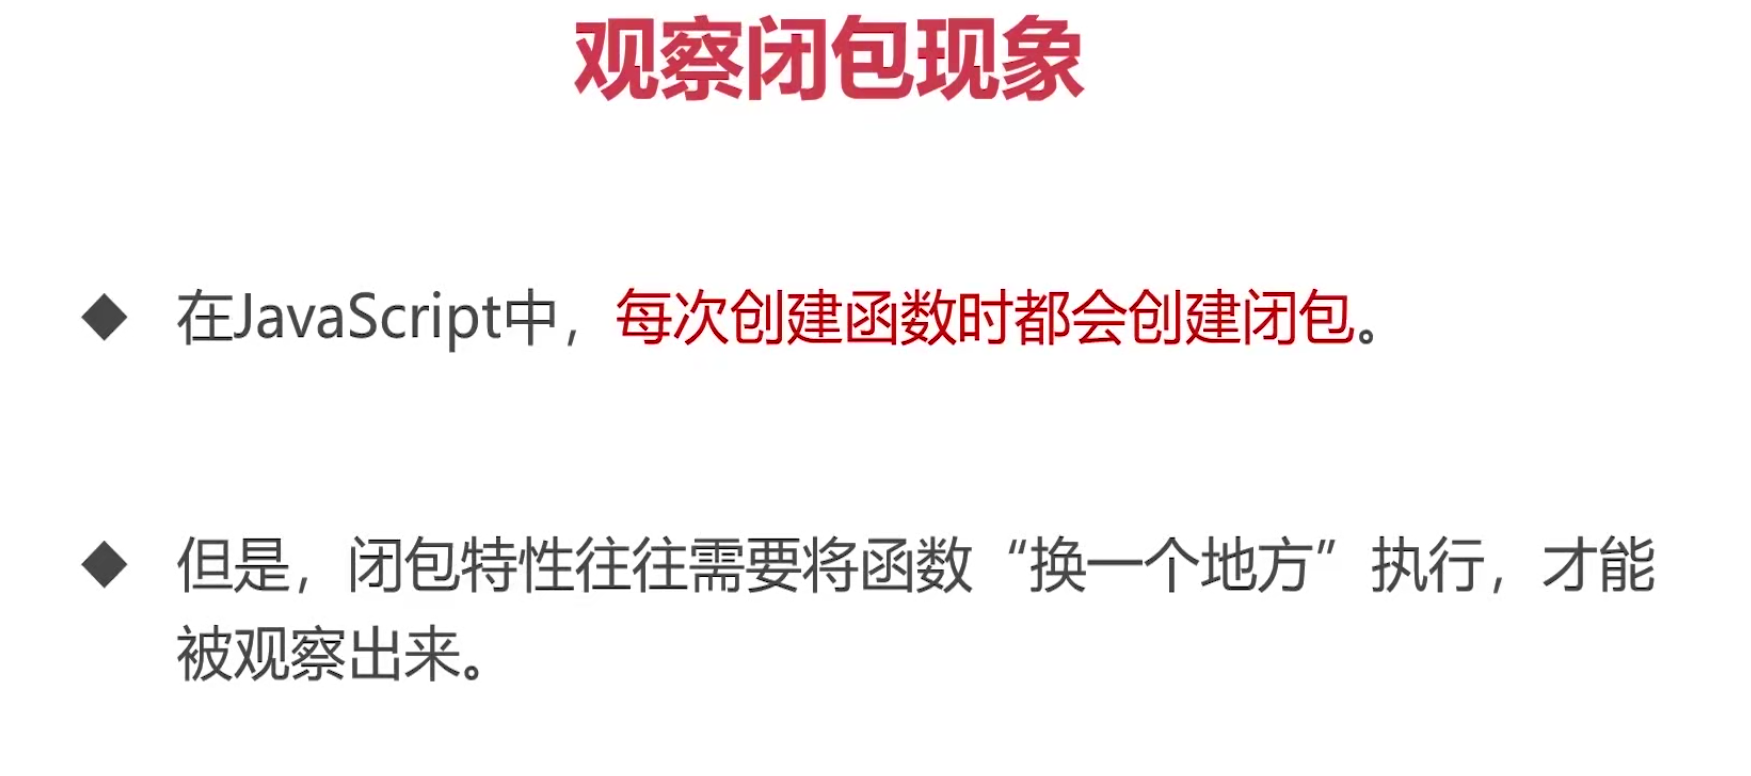 观察闭包现象
◆ 在JavaScript中，每次创建函数时都会创建闭包。
◆ 但是，闭包特性往往需要将函数“换一个地方”执行，才能
被观察出来。